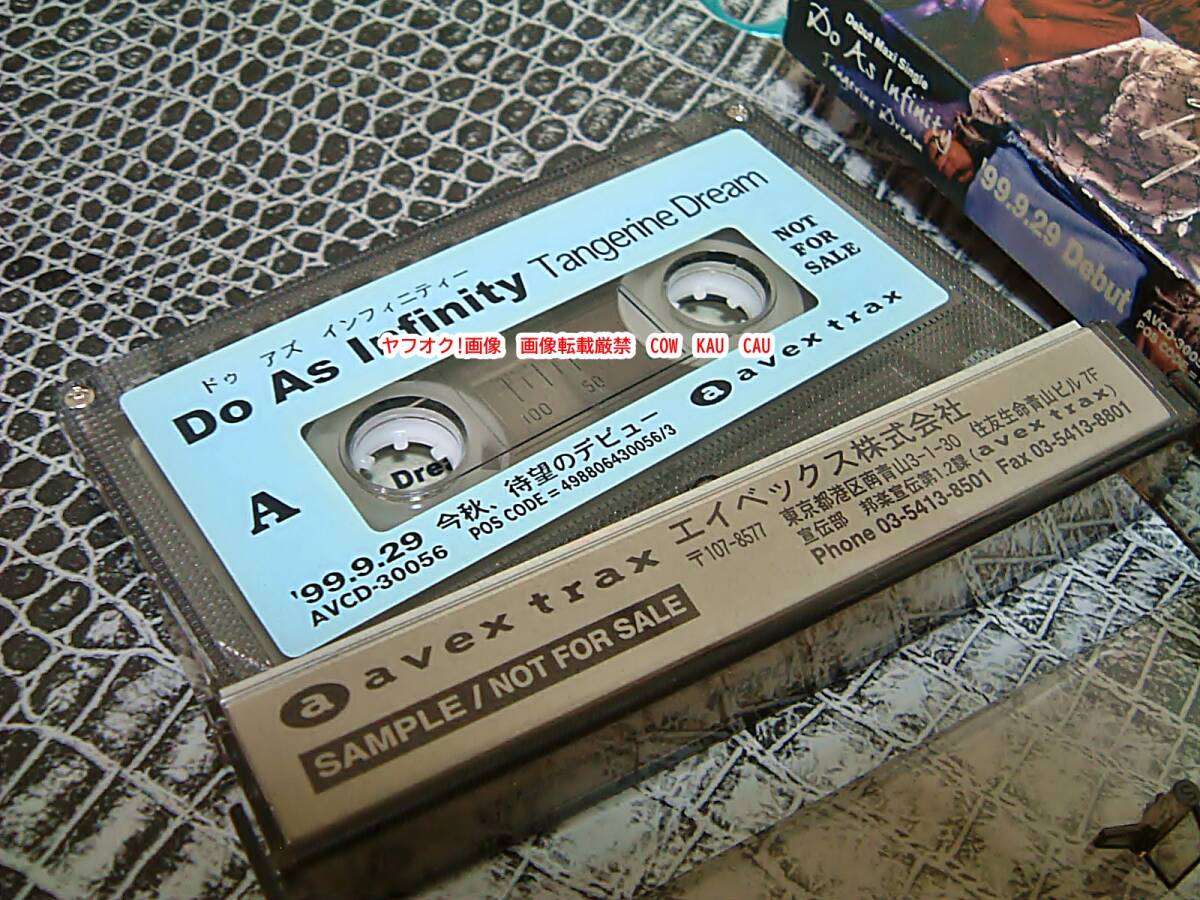 Debut Maxi Single
Do As Infinity
Tangerine Dream
'99.9.29 Debut
ドゥ アズ インフィニティー
Do As Infinity Tangerine Dream
NOT
FOR
SALE
ヤフオク!画像 画像転載厳禁 COW KAU CAU
100 50
A
a avex trax
'99.9.29 今秋、待望のデビュー
AVCD-30056 POS CODE = 498806430056/3
a avex trax エイベックス株式会社
SAMPLE / NOT FOR SALE
〒107-8577 東京都港区南青山3-1-30 住友生命青山ビル7F
宣伝部 邦楽宣伝第1,2課 (avex trax)
Phone 03-5413-8501 Fax 03-5413-8801